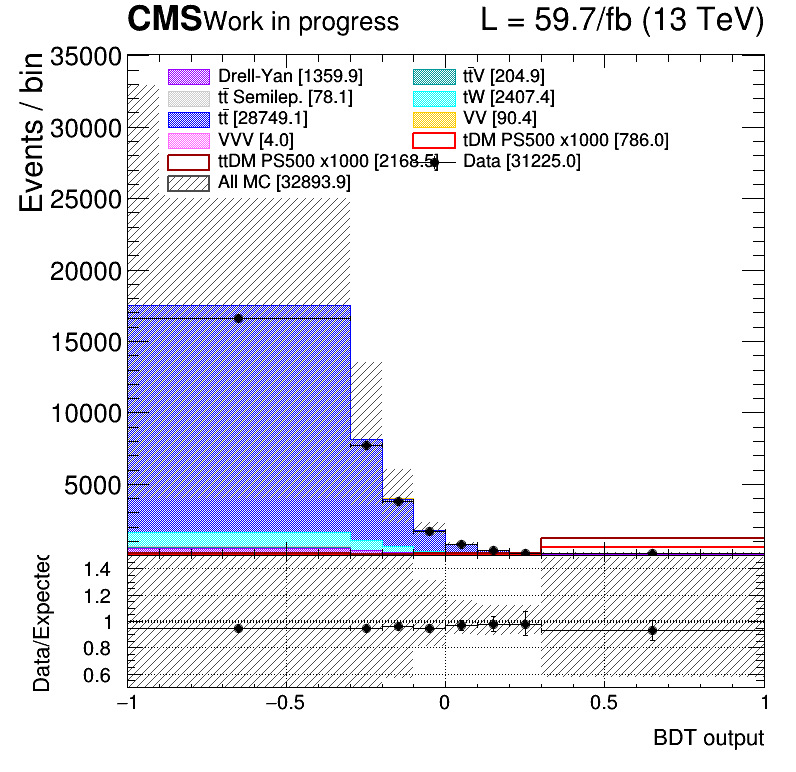 CMS Work in progress L = 59.7/fb (13 TeV)
Events / bin
35000
30000
25000
20000
15000
10000
5000
Drell-Yan [1359.9] tt̄V [204.9]
tt̄ Semilep. [78.1] tW [2407.4]
tt̄ [28749.1] VV [90.4]
VVV [4.0] tDM PS500 x1000 [786.0]
ttDM PS500 x1000 [2168.5] Data [31225.0]
All MC [32893.9]
Data/Expected
1.4
1.2
1
0.8
0.6
−1 −0.5 0 0.5 1
BDT output